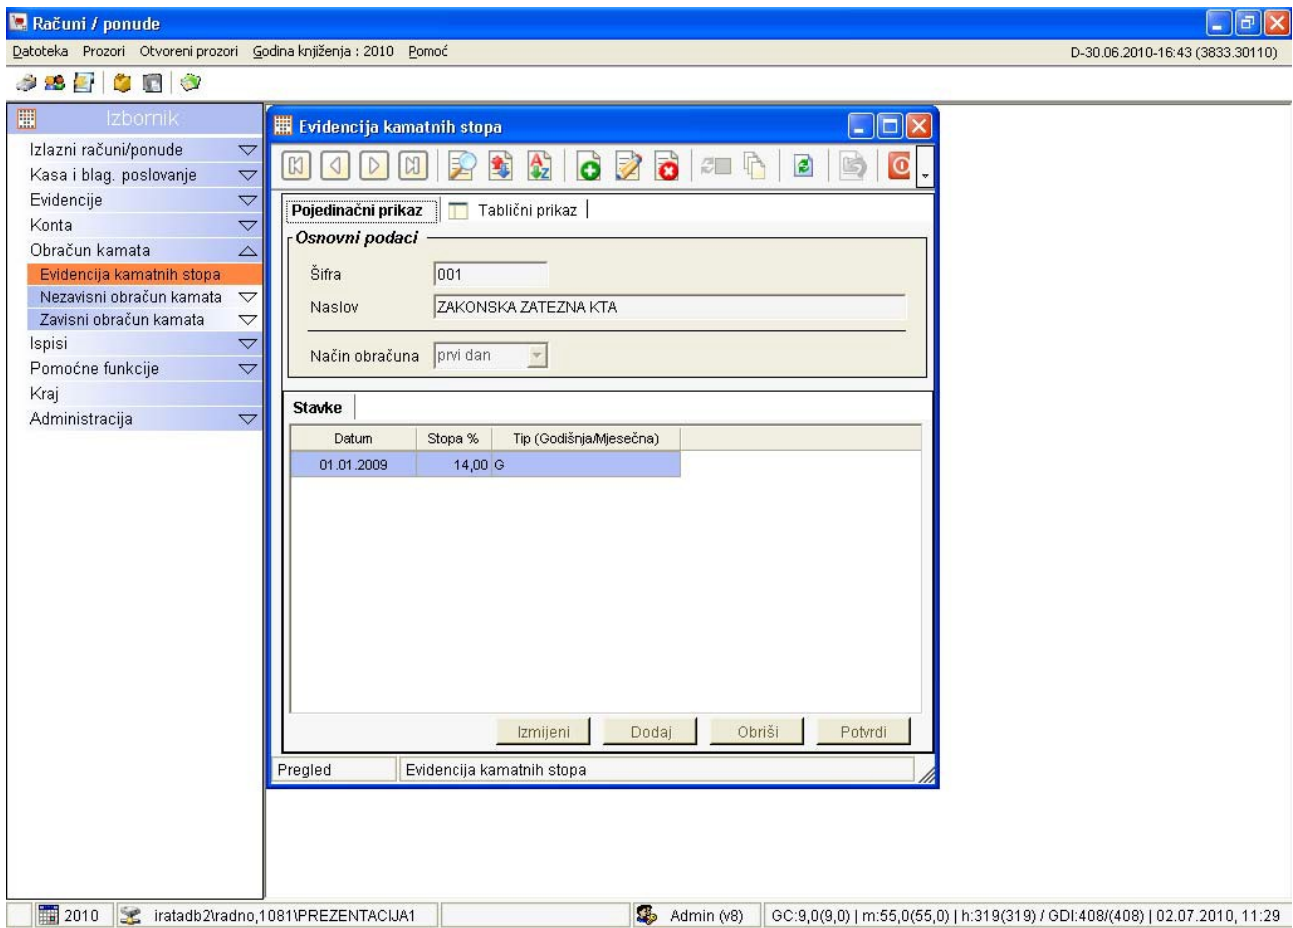 Računi / ponude
Datoteka Prozori Otvoreni prozori Godina knjiženja : 2010 Pomoć D-30.06.2010-16:43 (3833.30110)
Izbornik
Izlazni računi/ponude
Kasa i blag. poslovanje
Evidencije
Konta
Obračun kamata
Evidencija kamatnih stopa
Nezavisni obračun kamata
Zavisni obračun kamata
Ispisi
Pomoćne funkcije
Kraj
Administracija
Evidencija kamatnih stopa
Pojedinačni prikaz Tablični prikaz
Osnovni podaci
Šifra 001
Naslov ZAKONSKA ZATEZNA KTA
Način obračuna prvi dan
Stavke
Datum Stopa % Tip (Godišnja/Mjesečna)
01.01.2009 14,00 G
Izmijeni Dodaj Obriši Potvrdi
Pregled Evidencija kamatnih stopa
2010 iratadb2\radno,1081\PREZENTACIJA1 Admin (v8) GC:9,0(9,0) | m:55,0(55,0) | h:319(319) / GDI:408/(408) | 02.07.2010, 11:29